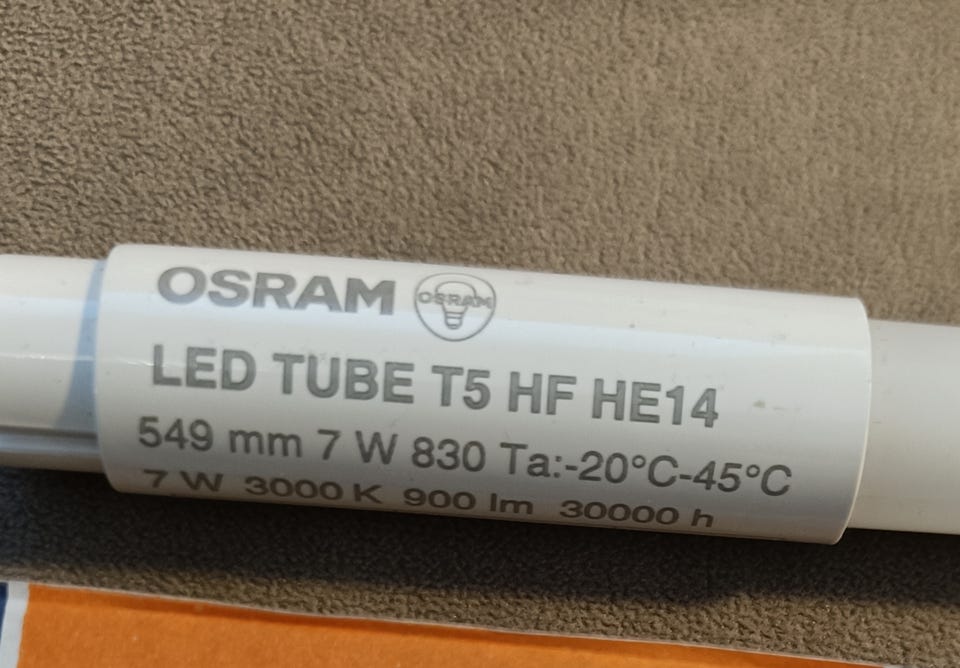 OSRAM OSRAM
LED TUBE T5 HF HE14
549 mm 7 W 830 Ta:-20°C-45°C
7 W 3000 K 900 lm 30000 h